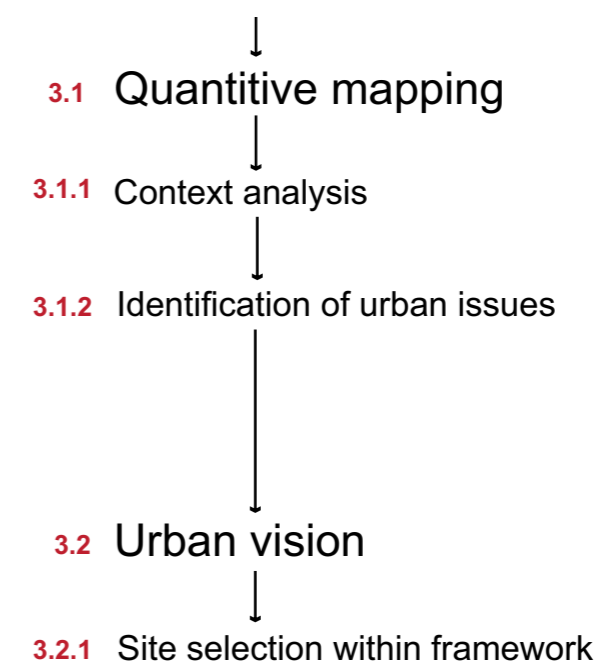 3.1 Quantitive mapping
3.1.1 Context analysis
3.1.2 Identification of urban issues
3.2 Urban vision
3.2.1 Site selection within framework